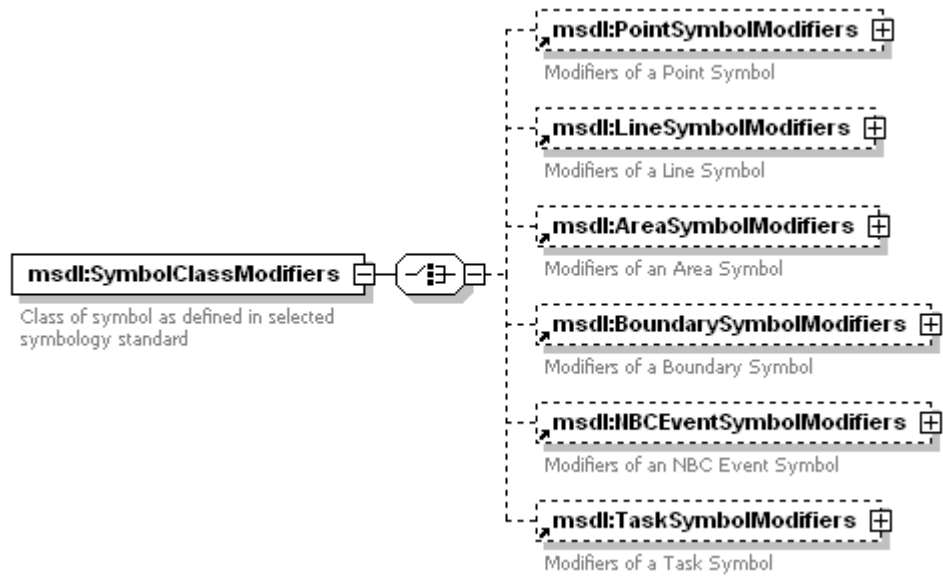 msdl:PointSymbolModifiers
Modifiers of a Point Symbol
msdl:LineSymbolModifiers
Modifiers of a Line Symbol
msdl:AreaSymbolModifiers
Modifiers of an Area Symbol
msdl:SymbolClassModifiers
Class of symbol as defined in selected
symbology standard
msdl:BoundarySymbolModifiers
Modifiers of a Boundary Symbol
msdl:NBCEventSymbolModifiers
Modifiers of an NBC Event Symbol
msdl:TaskSymbolModifiers
Modifiers of a Task Symbol